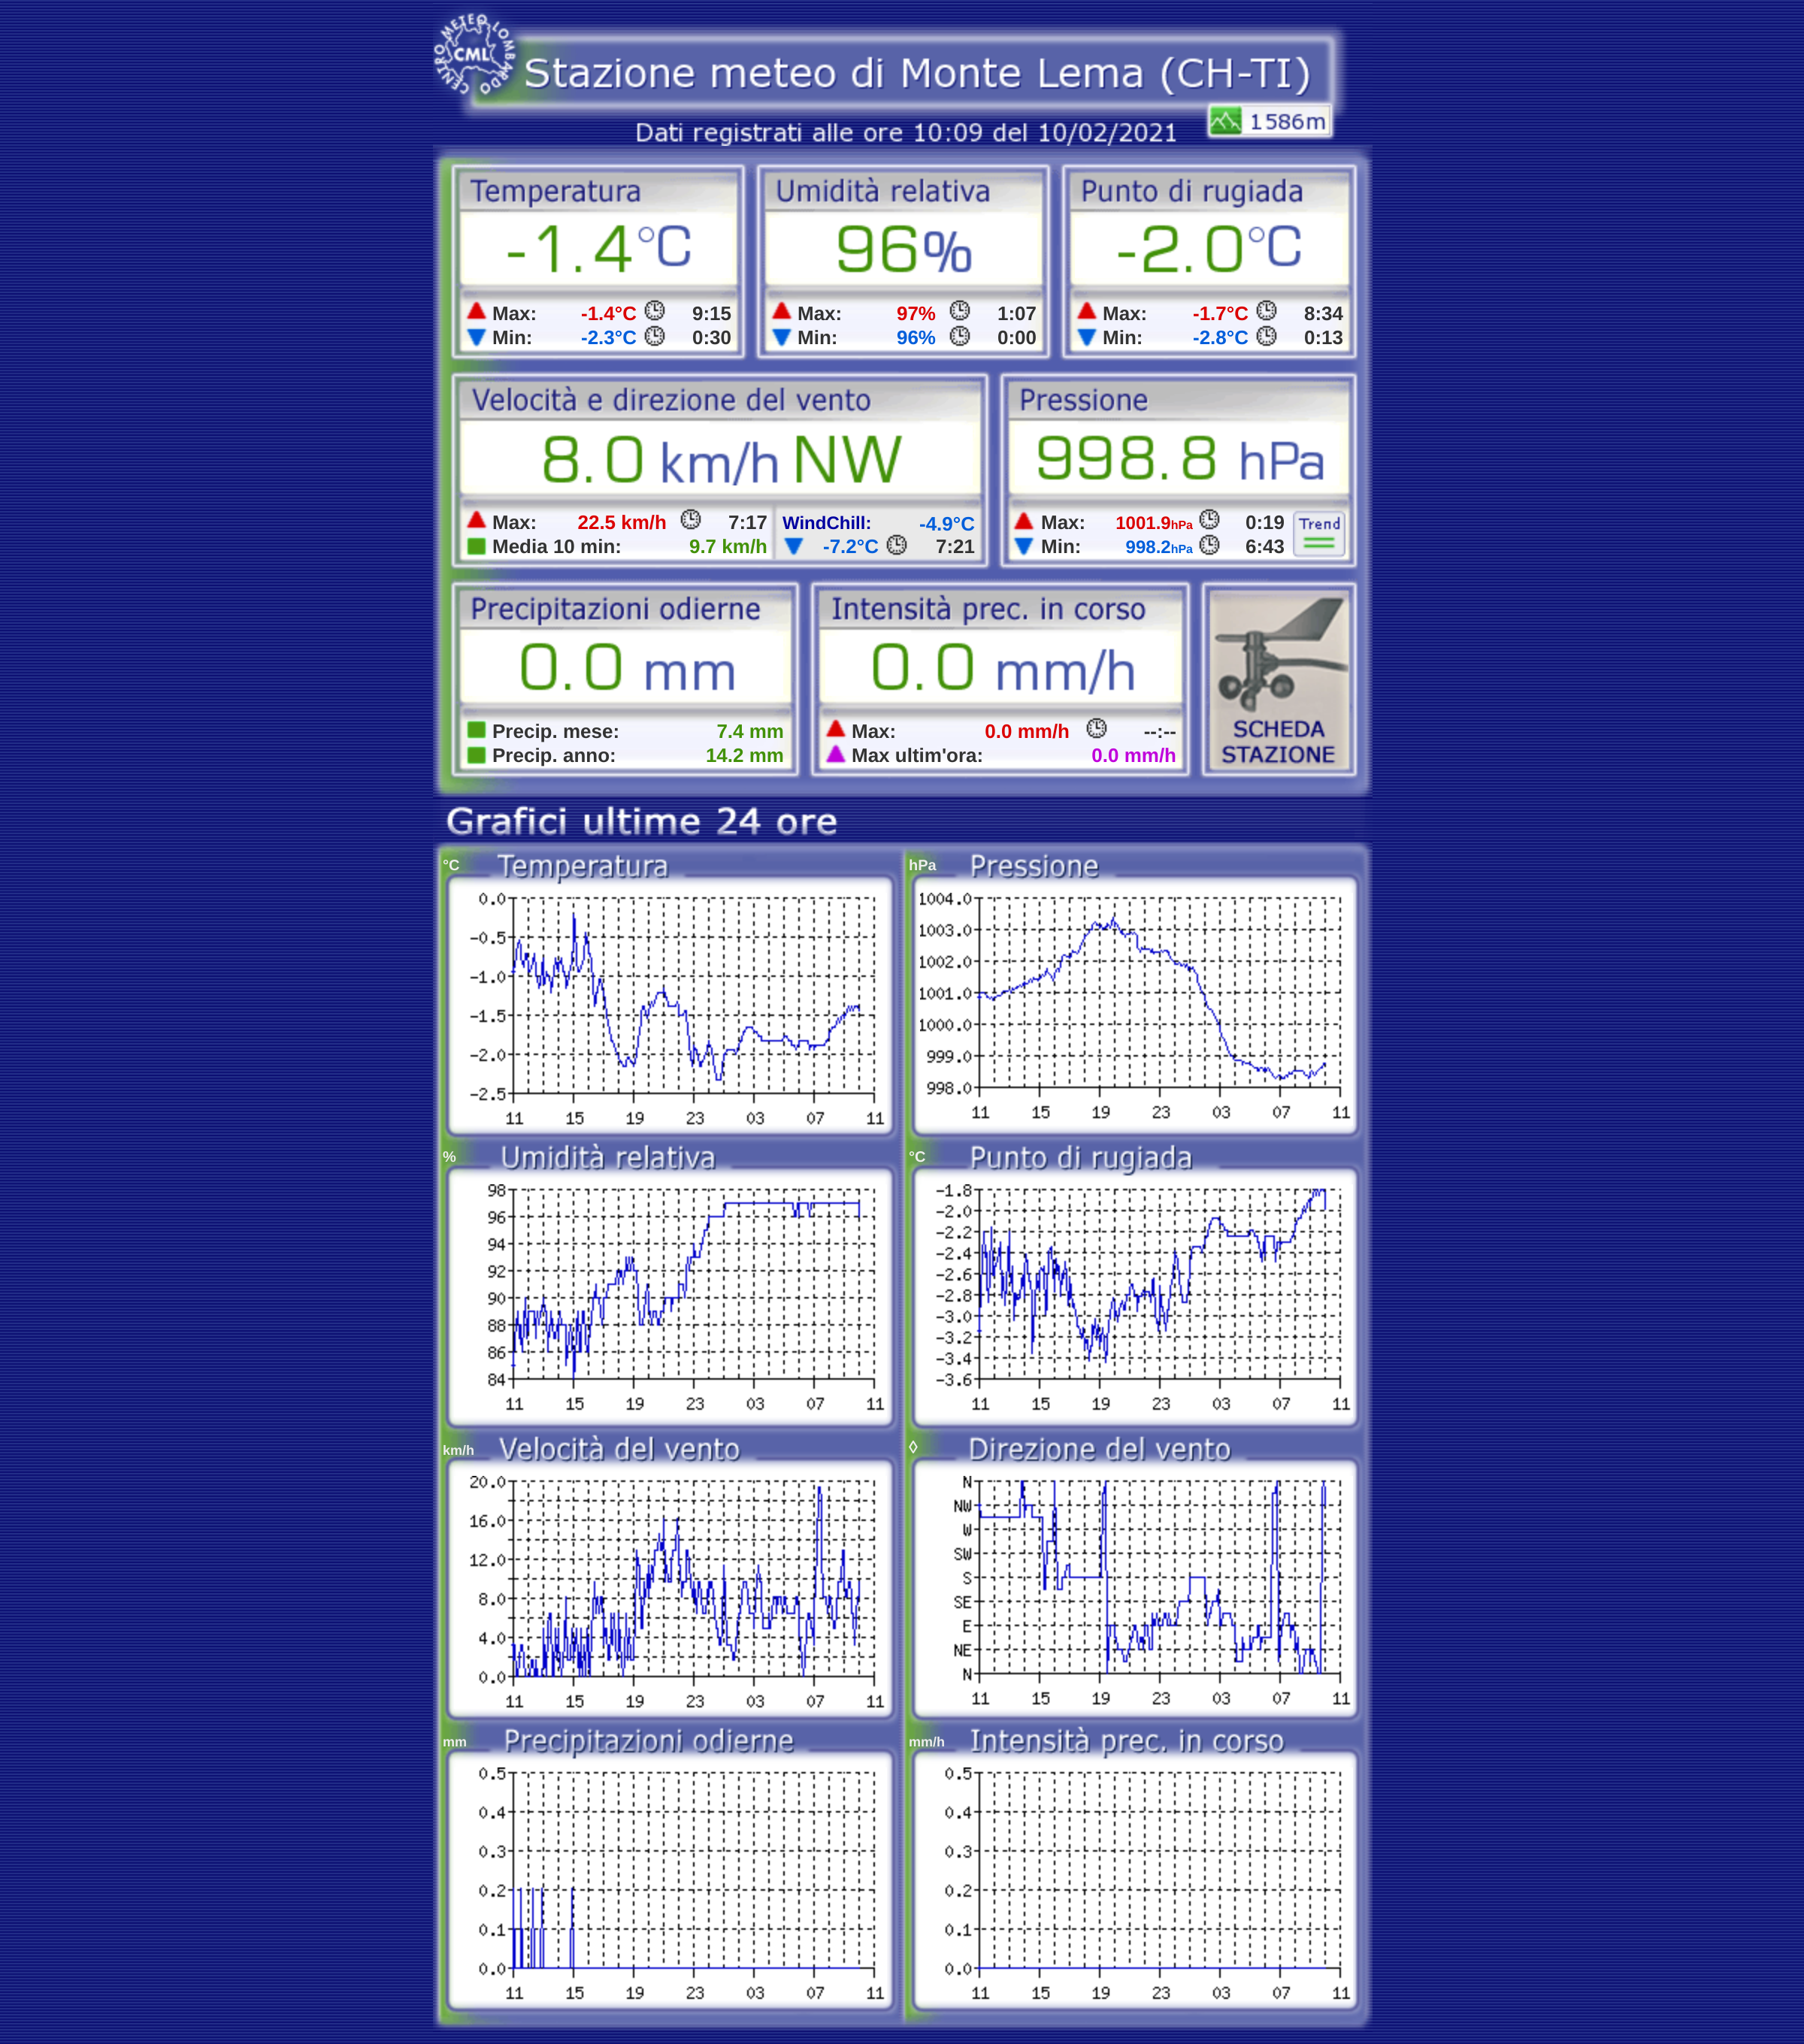 CENTRO METEO LOMBARDO
CML
Stazione meteo di Monte Lema (CH-TI)
1586m
Dati registrati alle ore 10:09 del 10/02/2021
Temperatura
-1.4°C
Max: -1.4°C 9:15
Min: -2.3°C 0:30
Umidità relativa
96%
Max: 97% 1:07
Min: 96% 0:00
Punto di rugiada
-2.0°C
Max: -1.7°C 8:34
Min: -2.8°C 0:13
Velocità e direzione del vento
8.0 km/h NW
Max: 22.5 km/h 7:17
Media 10 min: 9.7 km/h
WindChill: -4.9°C
-7.2°C 7:21
Pressione
998.8 hPa
Max: 1001.9hPa 0:19
Min: 998.2hPa 6:43
Trend
Precipitazioni odierne
0.0 mm
Precip. mese: 7.4 mm
Precip. anno: 14.2 mm
Intensità prec. in corso
0.0 mm/h
Max: 0.0 mm/h --:--
Max ultim'ora: 0.0 mm/h
SCHEDA
STAZIONE
Grafici ultime 24 ore
°C Temperatura
0.0
-0.5
-1.0
-1.5
-2.0
-2.5
11 15 19 23 03 07 11
hPa Pressione
1004.0
1003.0
1002.0
1001.0
1000.0
999.0
998.0
11 15 19 23 03 07 11
% Umidità relativa
98
96
94
92
90
88
86
84
11 15 19 23 03 07 11
°C Punto di rugiada
-1.8
-2.0
-2.2
-2.4
-2.6
-2.8
-3.0
-3.2
-3.4
-3.6
11 15 19 23 03 07 11
km/h Velocità del vento
20.0
16.0
12.0
8.0
4.0
0.0
11 15 19 23 03 07 11
◊ Direzione del vento
N
NW
W
SW
S
SE
E
NE
N
11 15 19 23 03 07 11
mm Precipitazioni odierne
0.5
0.4
0.3
0.2
0.1
0.0
11 15 19 23 03 07 11
mm/h Intensità prec. in corso
0.5
0.4
0.3
0.2
0.1
0.0
11 15 19 23 03 07 11